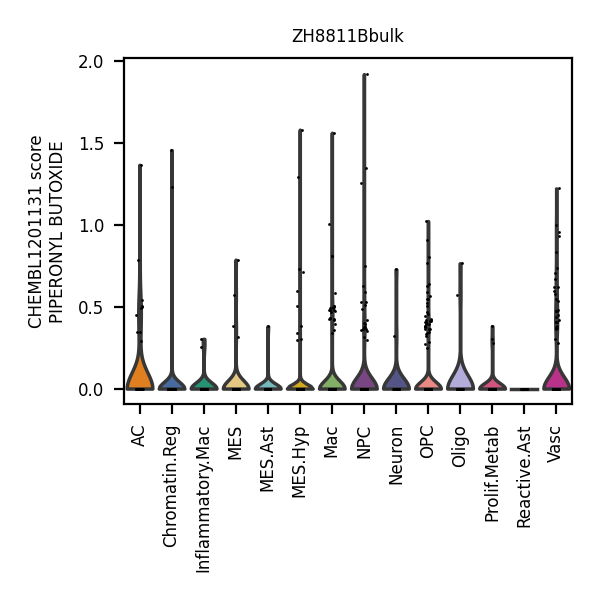 ZH8811Bbulk
CHEMBL1201131 score
PIPERONYL BUTOXIDE
2.0
1.5
1.0
0.5
0.0
AC
Chromatin.Reg
Inflammatory.Mac
MES
MES.Ast
MES.Hyp
Mac
NPC
Neuron
OPC
Oligo
Prolif.Metab
Reactive.Ast
Vasc